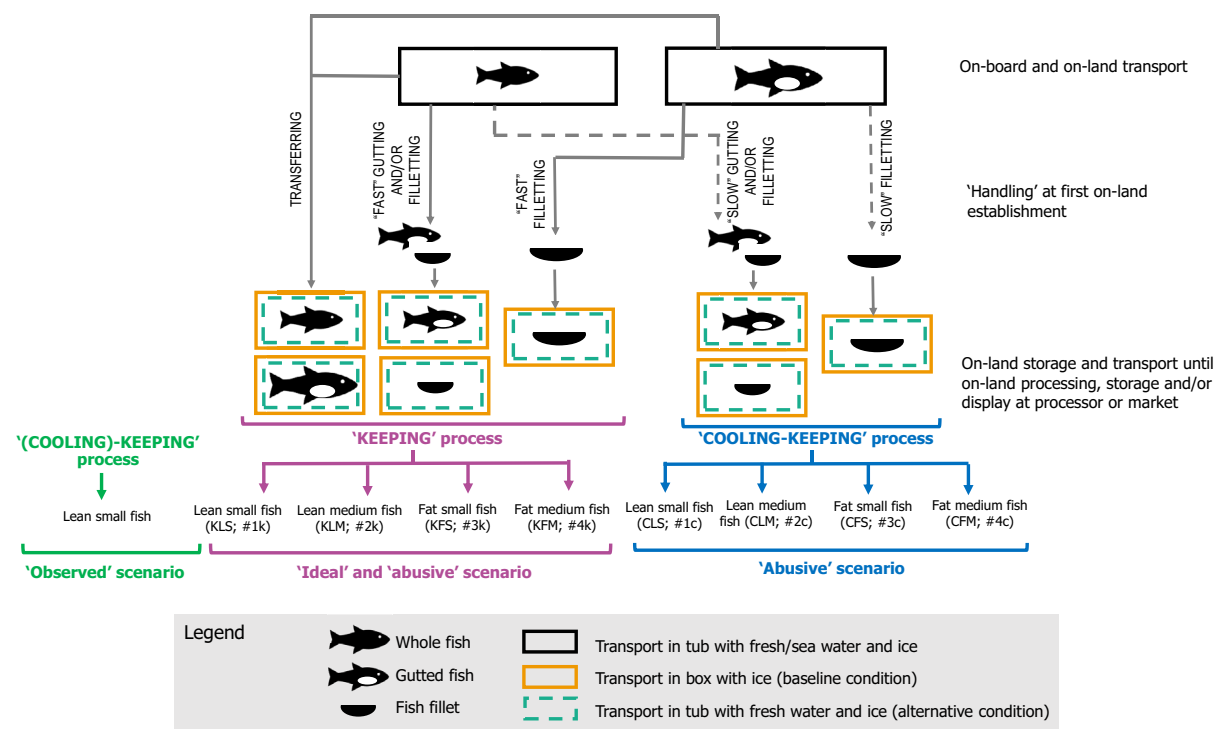 On-board and on-land transport
TRANSFERRING
"FAST" GUTTING
AND/OR
FILLETTING
"FAST"
FILLETTING
"SLOW" GUTTING
AND/OR
FILLETTING
"SLOW" FILLETTING
'Handling' at first on-land
establishment
On-land storage and transport until
on-land processing, storage and/or
display at processor or market
'(COOLING)-KEEPING'
process
'KEEPING' process
'COOLING-KEEPING' process
Lean small fish
Lean small fish
(KLS; #1k)
Lean medium fish
(KLM; #2k)
Fat small fish
(KFS; #3k)
Fat medium fish
(KFM; #4k)
Lean small fish
(CLS; #1c)
Lean medium
fish (CLM; #2c)
Fat small fish
(CFS; #3c)
Fat medium fish
(CFM; #4c)
'Observed' scenario
'Ideal' and 'abusive' scenario
'Abusive' scenario
Legend
Whole fish
Gutted fish
Fish fillet
Transport in tub with fresh/sea water and ice
Transport in box with ice (baseline condition)
Transport in tub with fresh water and ice (alternative condition)